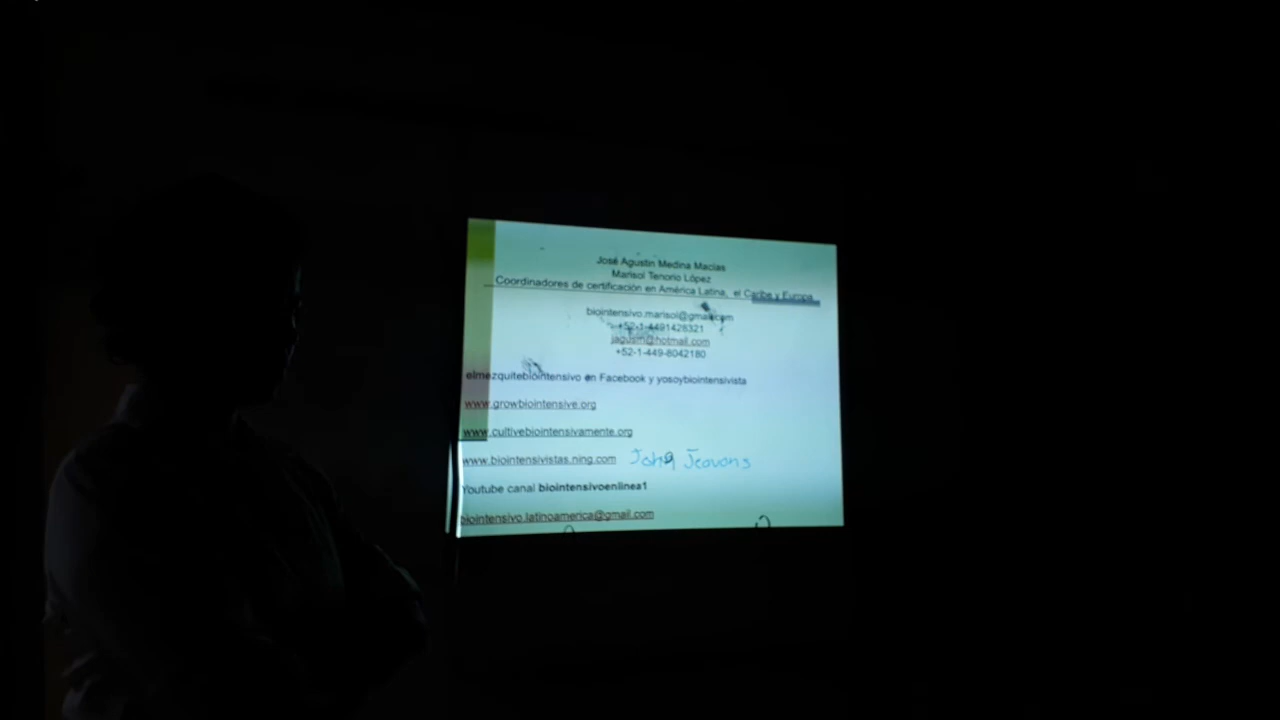 José Agustin Medina Macías
Marisol Tenorio López
Coordinadores de certificación en América Latina, el Caribe y Europa
biointensivo.marisol@gmail.com
+52-1-4491428321
jagusm@hotmail.com
+52-1-449-8042180
elmezquitebiointensivo en Facebook y yosoybiointensivista
www.growbiointensive.org
www.cultivebiointensivamente.org
www.biointensivistas.ning.com John Jeavons
Youtube canal biointensivoenlinea1
biointensivo.latinoamerica@gmail.com